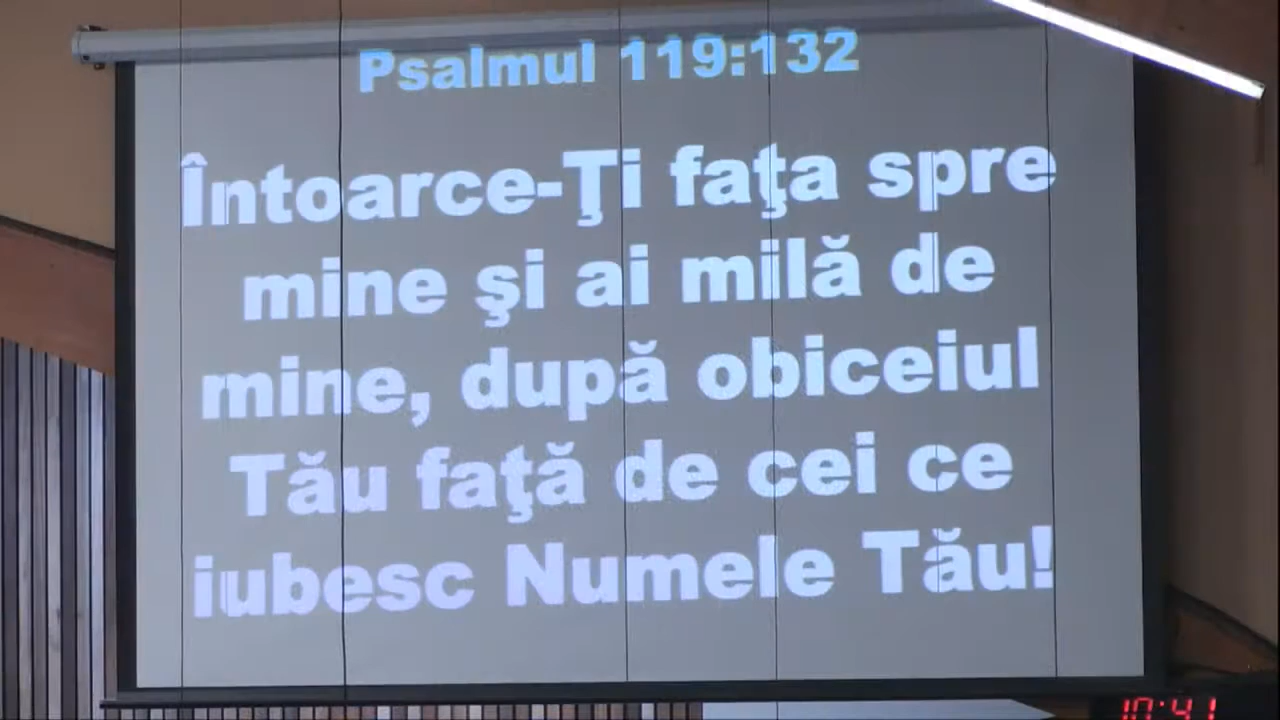 Psalmul 119:132
Întoarce-Ţi faţa spre
mine şi ai milă de
mine, după obiceiul
Tău faţă de cei ce
iubesc Numele Tău!
10:41